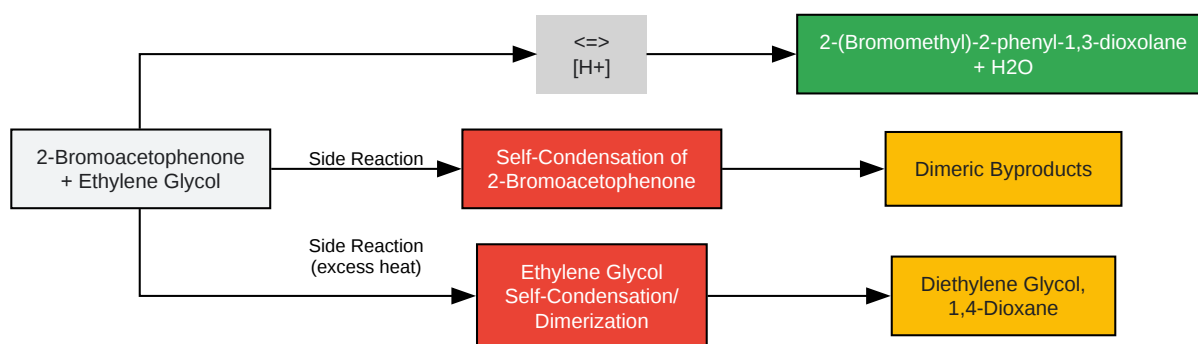 <=>
[H+]
2-(Bromomethyl)-2-phenyl-1,3-dioxolane
+ H2O
2-Bromoacetophenone
+ Ethylene Glycol
Side Reaction
Self-Condensation of
2-Bromoacetophenone
Dimeric Byproducts
Side Reaction
(excess heat)
Ethylene Glycol
Self-Condensation/
Dimerization
Diethylene Glycol,
1,4-Dioxane